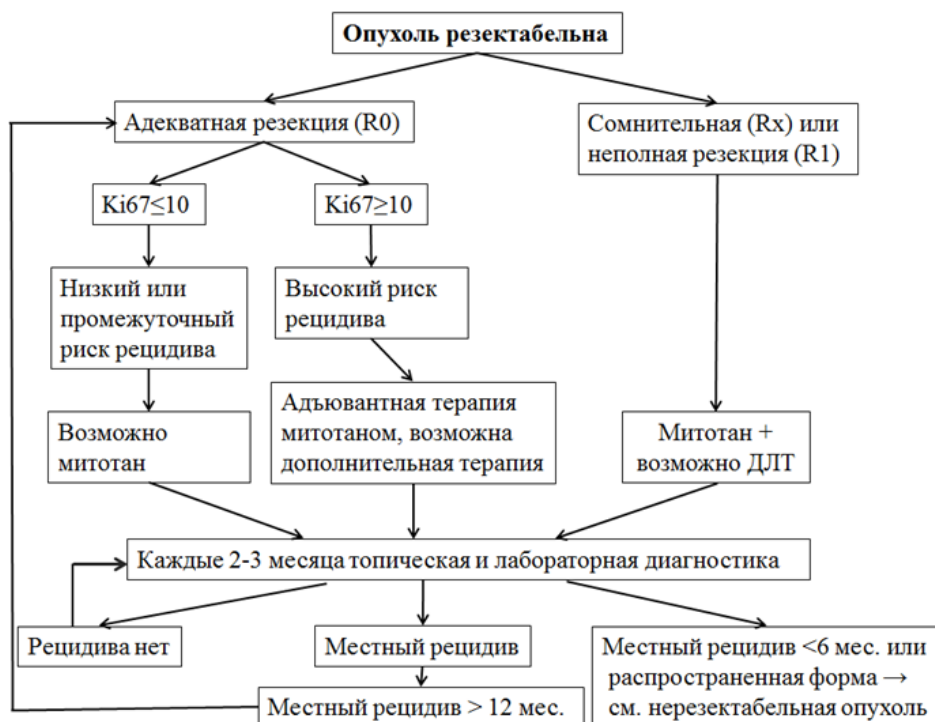 Опухоль резектабельна
Адекватная резекция (R0)
Сомнительная (Rx) или
неполная резекция (R1)
Ki67≤10
Ki67≥10
Низкий или
промежуточный
риск рецидива
Высокий риск
рецидива
Возможно
митотан
Адъювантная терапия
митотаном, возможна
дополнительная терапия
Митотан +
возможно ДЛТ
Каждые 2-3 месяца топическая и лабораторная диагностика
Рецидива нет
Местный рецидив
Местный рецидив > 12 мес.
Местный рецидив <6 мес. или
распространенная форма →
см. нерезектабельная опухоль